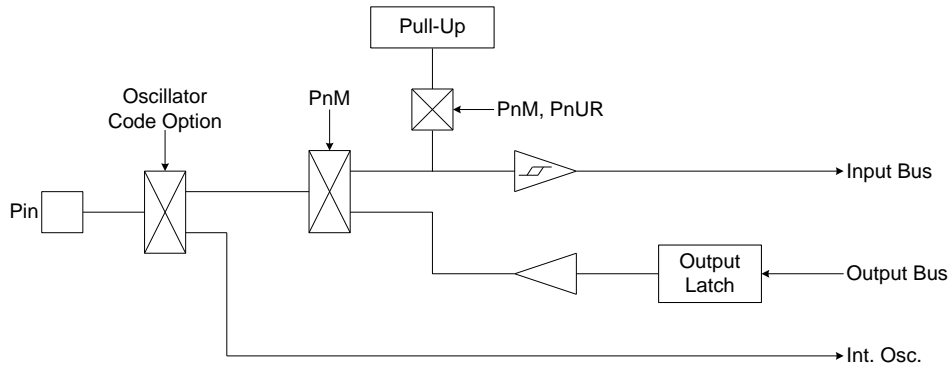 Pull-Up
Oscillator
Code Option
PnM
PnM, PnUR
Pin
Input Bus
Output
Latch
Output Bus
Int. Osc.